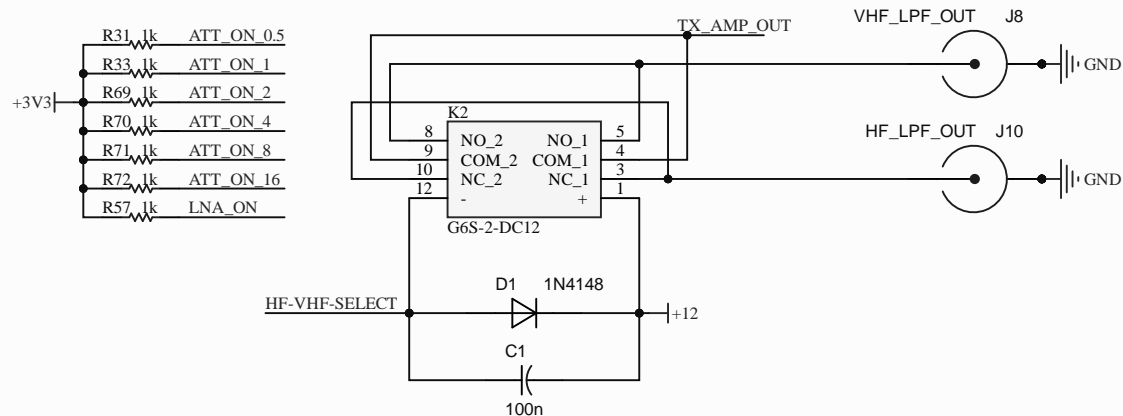 R31 1k ATT_ON_0.5
R33 1k ATT_ON_1
+3V3 R69 1k ATT_ON_2
R70 1k ATT_ON_4
R71 1k ATT_ON_8
R72 1k ATT_ON_16
R57 1k LNA_ON
TX_AMP_OUT
VHF_LPF_OUT J8
GND
HF_LPF_OUT J10
GND
K2
8 NO_2 NO_1 5
9 COM_2 COM_1 4
10 NC_2 NC_1 3
12 - + 1
G6S-2-DC12
D1 1N4148
HF-VHF-SELECT +12
C1
100n